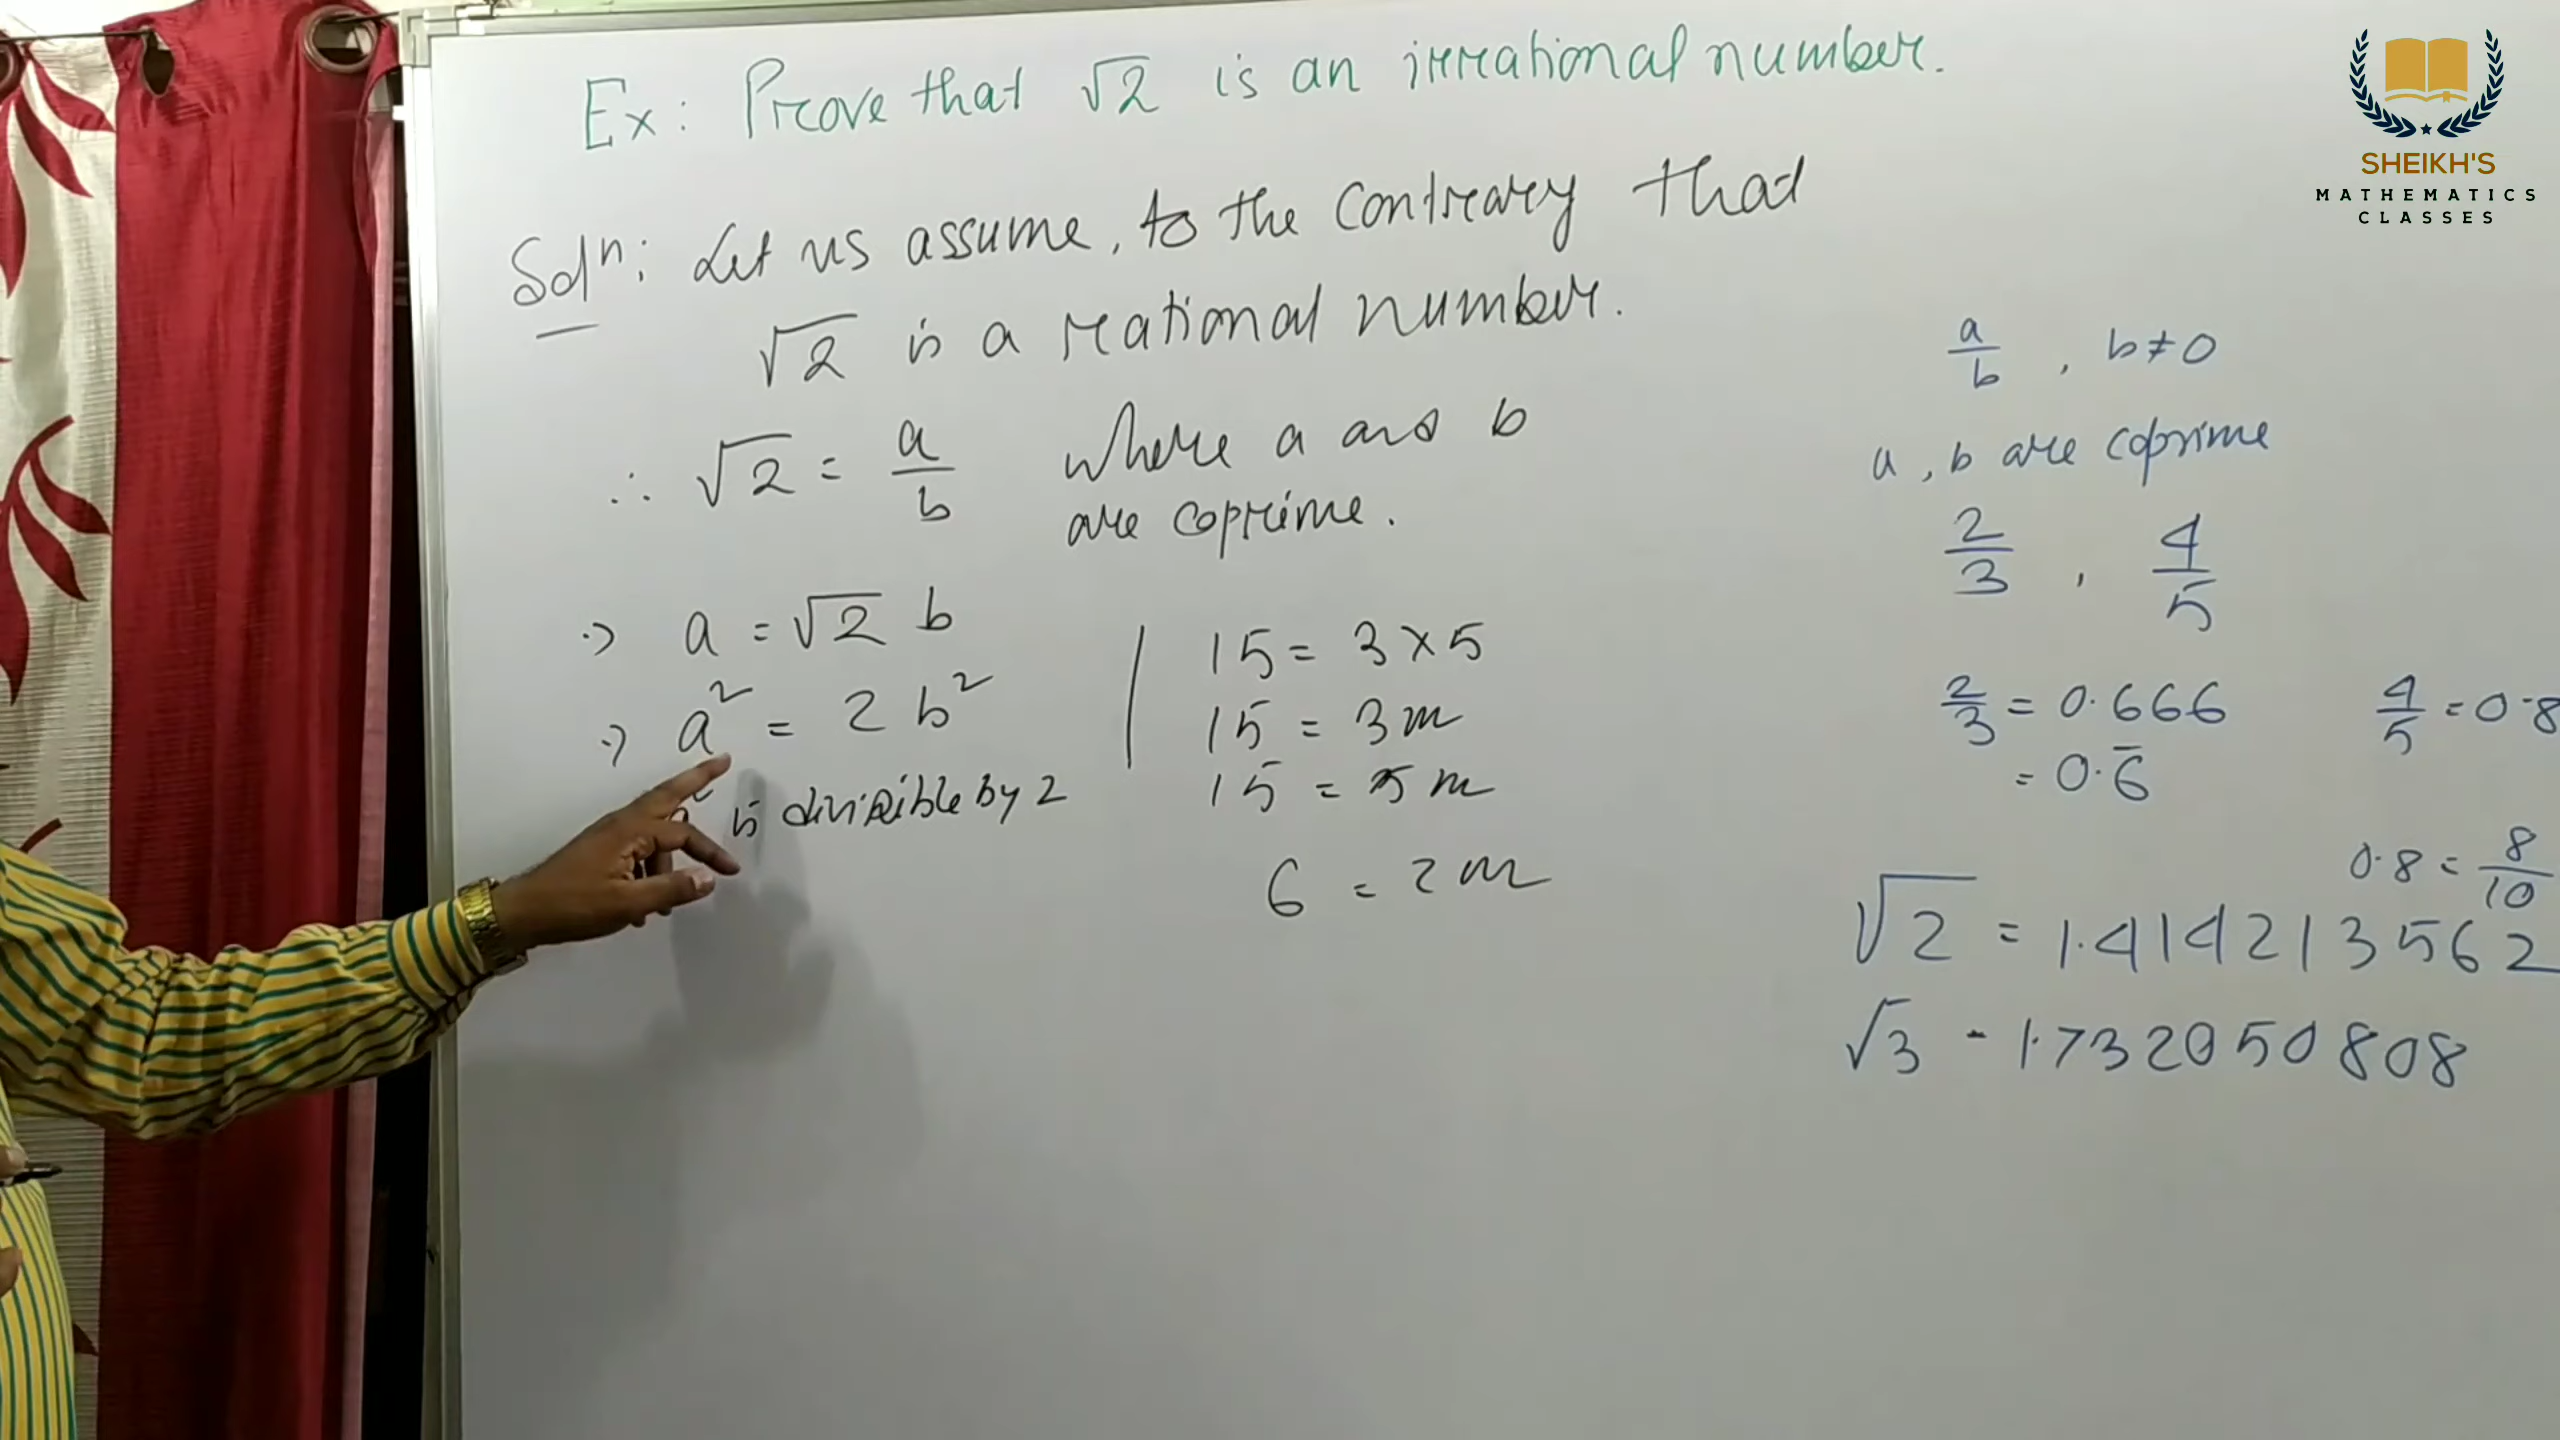 Ex: Prove that √2 is an irrational number.
Solⁿ: Let us assume, to the contrary that
√2 is a rational number.
∴ √2 = a/b where a and b
are coprime.
⇒ a = √2 b
⇒ a² = 2 b²
a² is divisible by 2
15 = 3 × 5
15 = 3m
15 = 5m
6 = 2m
a/b , b ≠ 0
a , b are coprime
2/3 , 4/5
2/3 = 0.666
= 0.6̅
4/5 = 0.8
0.8 = 8/10
√2 = 1.414213562
√3 - 1.732050808
SHEIKH'S
MATHEMATICS
CLASSES